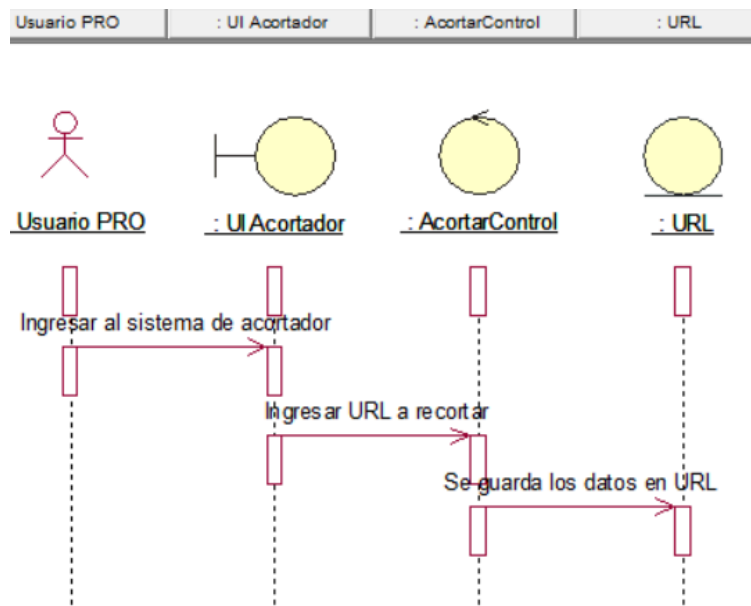 Usuario PRO
: UI Acortador
: AcortarControl
: URL
Usuario PRO
: UI Acortador
: AcortarControl
: URL
Ingresar al sistema de acortador
Ingresar URL a recortar
Se guarda los datos en URL